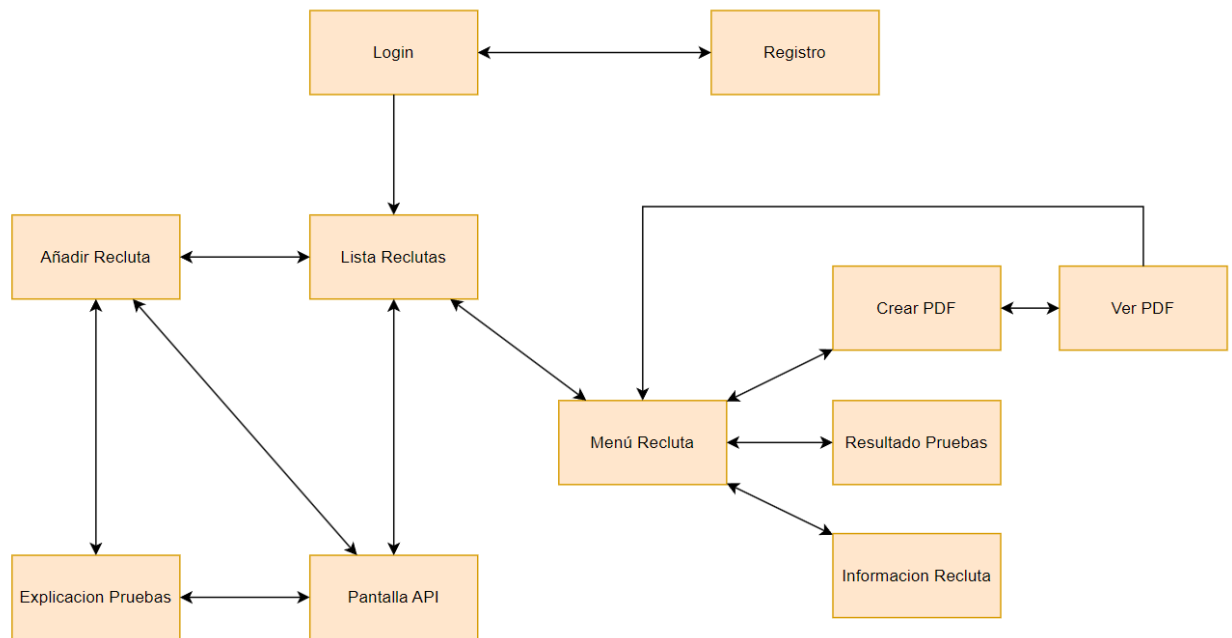 Login
Registro
Añadir Recluta
Lista Reclutas
Crear PDF
Ver PDF
Menú Recluta
Resultado Pruebas
Informacion Recluta
Explicacion Pruebas
Pantalla API